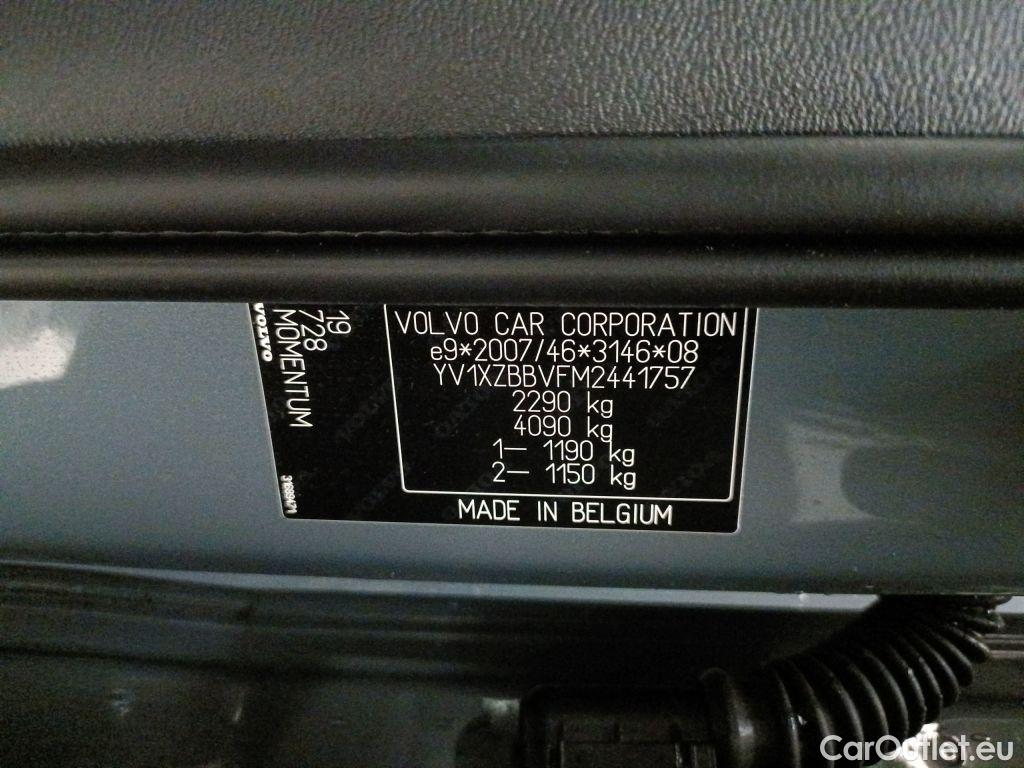 VOLVO CAR CORPORATION
e9*2007/46*3146*08
YV1XZBBVFM2441757
2290 kg
4090 kg
1— 1190 kg
2— 1150 kg
MADE IN BELGIUM
19
728
MOMENTUM
VOLVO
CarOutlet.eu